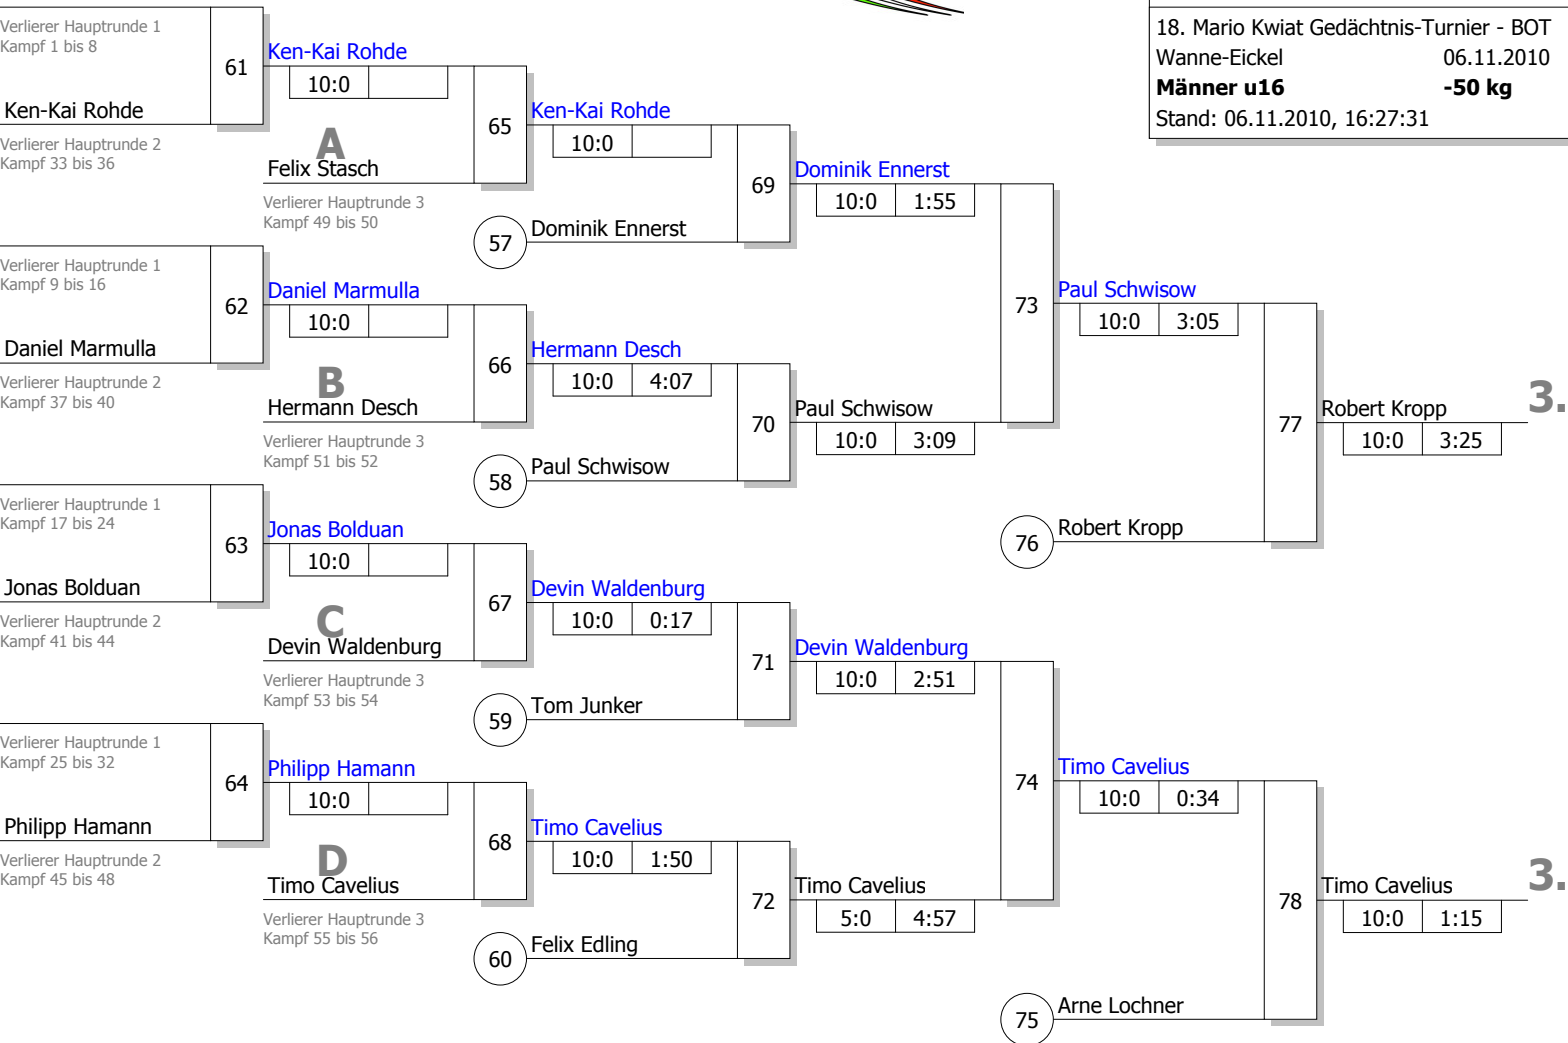 18. Mario Kwiat Gedächtnis-Turnier - BOT
Wanne-Eickel 06.11.2010
Männer u16 -50 kg
Stand: 06.11.2010, 16:27:31
Verlierer Hauptrunde 1
Kampf 1 bis 8
61
Ken-Kai Rohde
10:0
Ken-Kai Rohde
Verlierer Hauptrunde 2
Kampf 33 bis 36
A
Felix Stasch
Verlierer Hauptrunde 3
Kampf 49 bis 50
65
Ken-Kai Rohde
10:0
57
Dominik Ennerst
69
Dominik Ennerst
10:0 1:55
Verlierer Hauptrunde 1
Kampf 9 bis 16
62
Daniel Marmulla
10:0
Daniel Marmulla
Verlierer Hauptrunde 2
Kampf 37 bis 40
B
Hermann Desch
Verlierer Hauptrunde 3
Kampf 51 bis 52
66
Hermann Desch
10:0 4:07
58
Paul Schwisow
70
Paul Schwisow
10:0 3:09
73
Paul Schwisow
10:0 3:05
76
Robert Kropp
77
Robert Kropp
10:0 3:25
3.
Verlierer Hauptrunde 1
Kampf 17 bis 24
63
Jonas Bolduan
10:0
Jonas Bolduan
Verlierer Hauptrunde 2
Kampf 41 bis 44
C
Devin Waldenburg
Verlierer Hauptrunde 3
Kampf 53 bis 54
67
Devin Waldenburg
10:0 0:17
59
Tom Junker
71
Devin Waldenburg
10:0 2:51
Verlierer Hauptrunde 1
Kampf 25 bis 32
64
Philipp Hamann
10:0
Philipp Hamann
Verlierer Hauptrunde 2
Kampf 45 bis 48
D
Timo Cavelius
Verlierer Hauptrunde 3
Kampf 55 bis 56
68
Timo Cavelius
10:0 1:50
60
Felix Edling
72
Timo Cavelius
5:0 4:57
74
Timo Cavelius
10:0 0:34
75
Arne Lochner
78
Timo Cavelius
10:0 1:15
3.